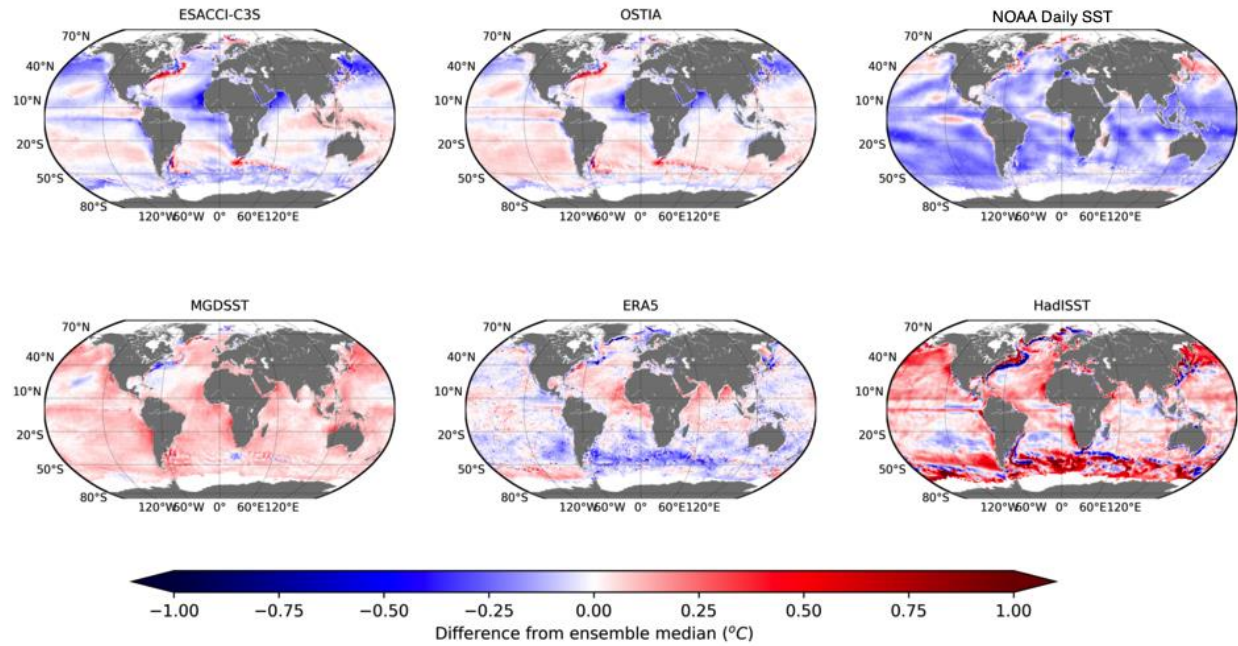 ESACCI-C3S
OSTIA
NOAA Daily SST
70°N
40°N
10°N
20°S
50°S
80°S
120°W60°W 0° 60°E120°E
70°N
40°N
10°N
20°S
50°S
80°S
120°W60°W 0° 60°E120°E
70°N
40°N
10°N
20°S
50°S
80°S
120°W60°W 0° 60°E120°E
MGDSST
ERA5
HadISST
70°N
40°N
10°N
20°S
50°S
80°S
120°W60°W 0° 60°E120°E
70°N
40°N
10°N
20°S
50°S
80°S
120°W60°W 0° 60°E120°E
70°N
40°N
10°N
20°S
50°S
80°S
120°W60°W 0° 60°E120°E
−1.00 −0.75 −0.50 −0.25 0.00 0.25 0.50 0.75 1.00
Difference from ensemble median (°C)